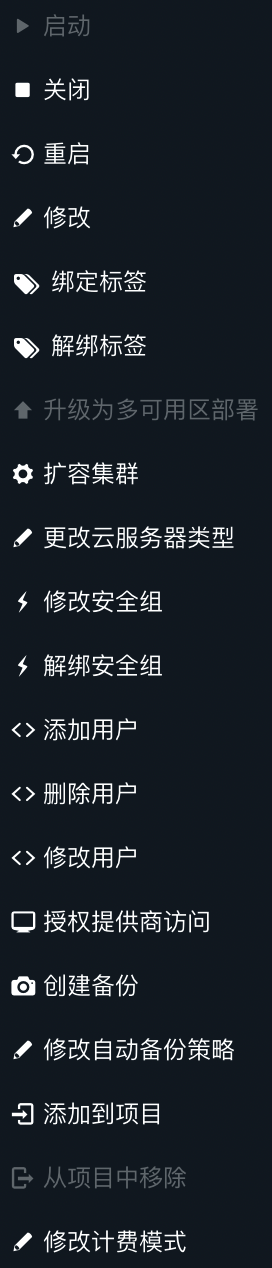 启动
关闭
重启
修改
绑定标签
解绑标签
升级为多可用区部署
扩容集群
更改云服务器类型
修改安全组
解绑安全组
添加用户
删除用户
修改用户
授权提供商访问
创建备份
修改自动备份策略
添加到项目
从项目中移除
修改计费模式